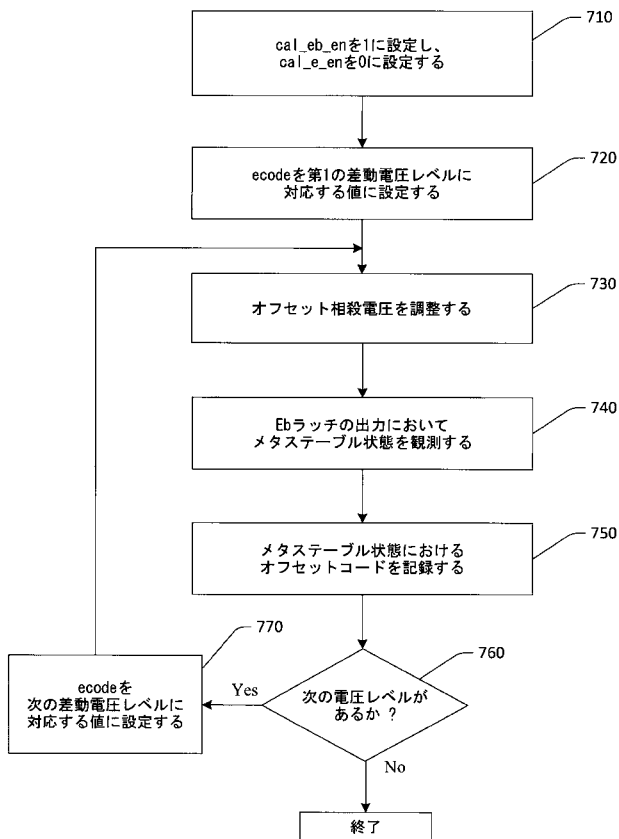 cal_eb_enを1に設定し、
cal_e_enを0に設定する
710
ecodeを第1の差動電圧レベルに
対応する値に設定する
720
オフセット相殺電圧を調整する
730
Ebラッチの出力において
メタステーブル状態を観測する
740
メタステーブル状態における
オフセットコードを記録する
750
次の電圧レベルが
あるか ?
760
Yes
ecodeを
次の差動電圧レベルに
対応する値に設定する
770
No
終了